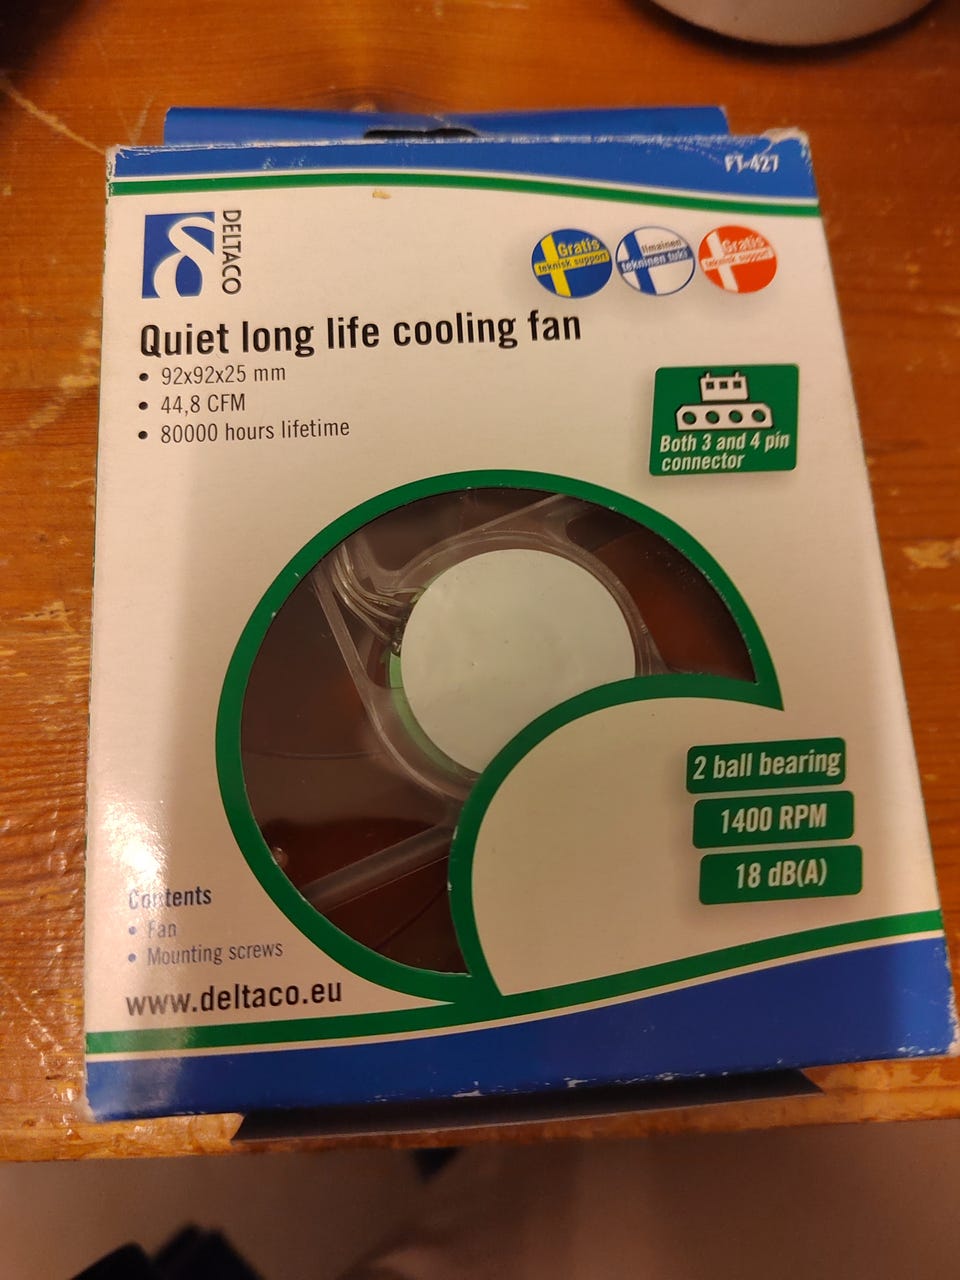 FT-427
DELTACO
Gratis
teknisk support
Ilmainen
tekninen tuki
Gratis
teknisk support
Quiet long life cooling fan
• 92x92x25 mm
• 44,8 CFM
• 80000 hours lifetime
Both 3 and 4 pin
connector
2 ball bearing
1400 RPM
18 dB(A)
Contents
• Fan
• Mounting screws
www.deltaco.eu